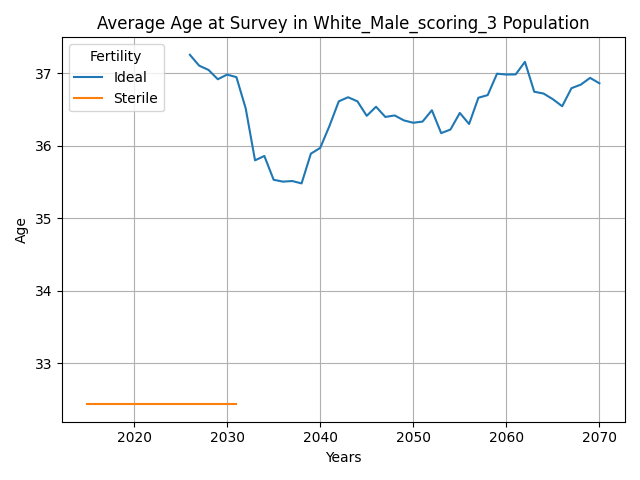 Average Age at Survey in White_Male_scoring_3 Population
Fertility
Ideal
Sterile
Age
37
36
35
34
33
2020 2030 2040 2050 2060 2070
Years